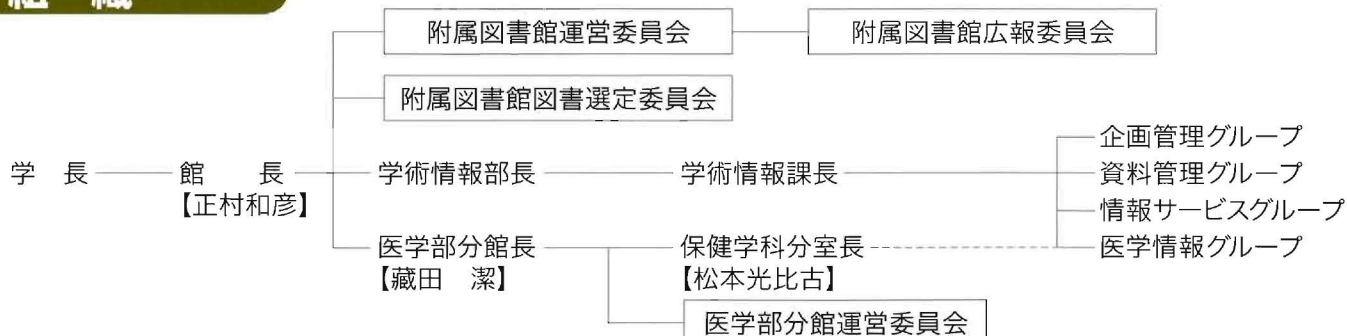 組 織
附属図書館運営委員会 附属図書館広報委員会
附属図書館図書選定委員会
企画管理グループ
学 長 館 長 学術情報部長 学術情報課長 資料管理グループ
【正村和彦】 情報サービスグループ
医学部分館長 保健学科分室長 医学情報グループ
【藏田 潔】 【松本光比古】
医学部分館運営委員会